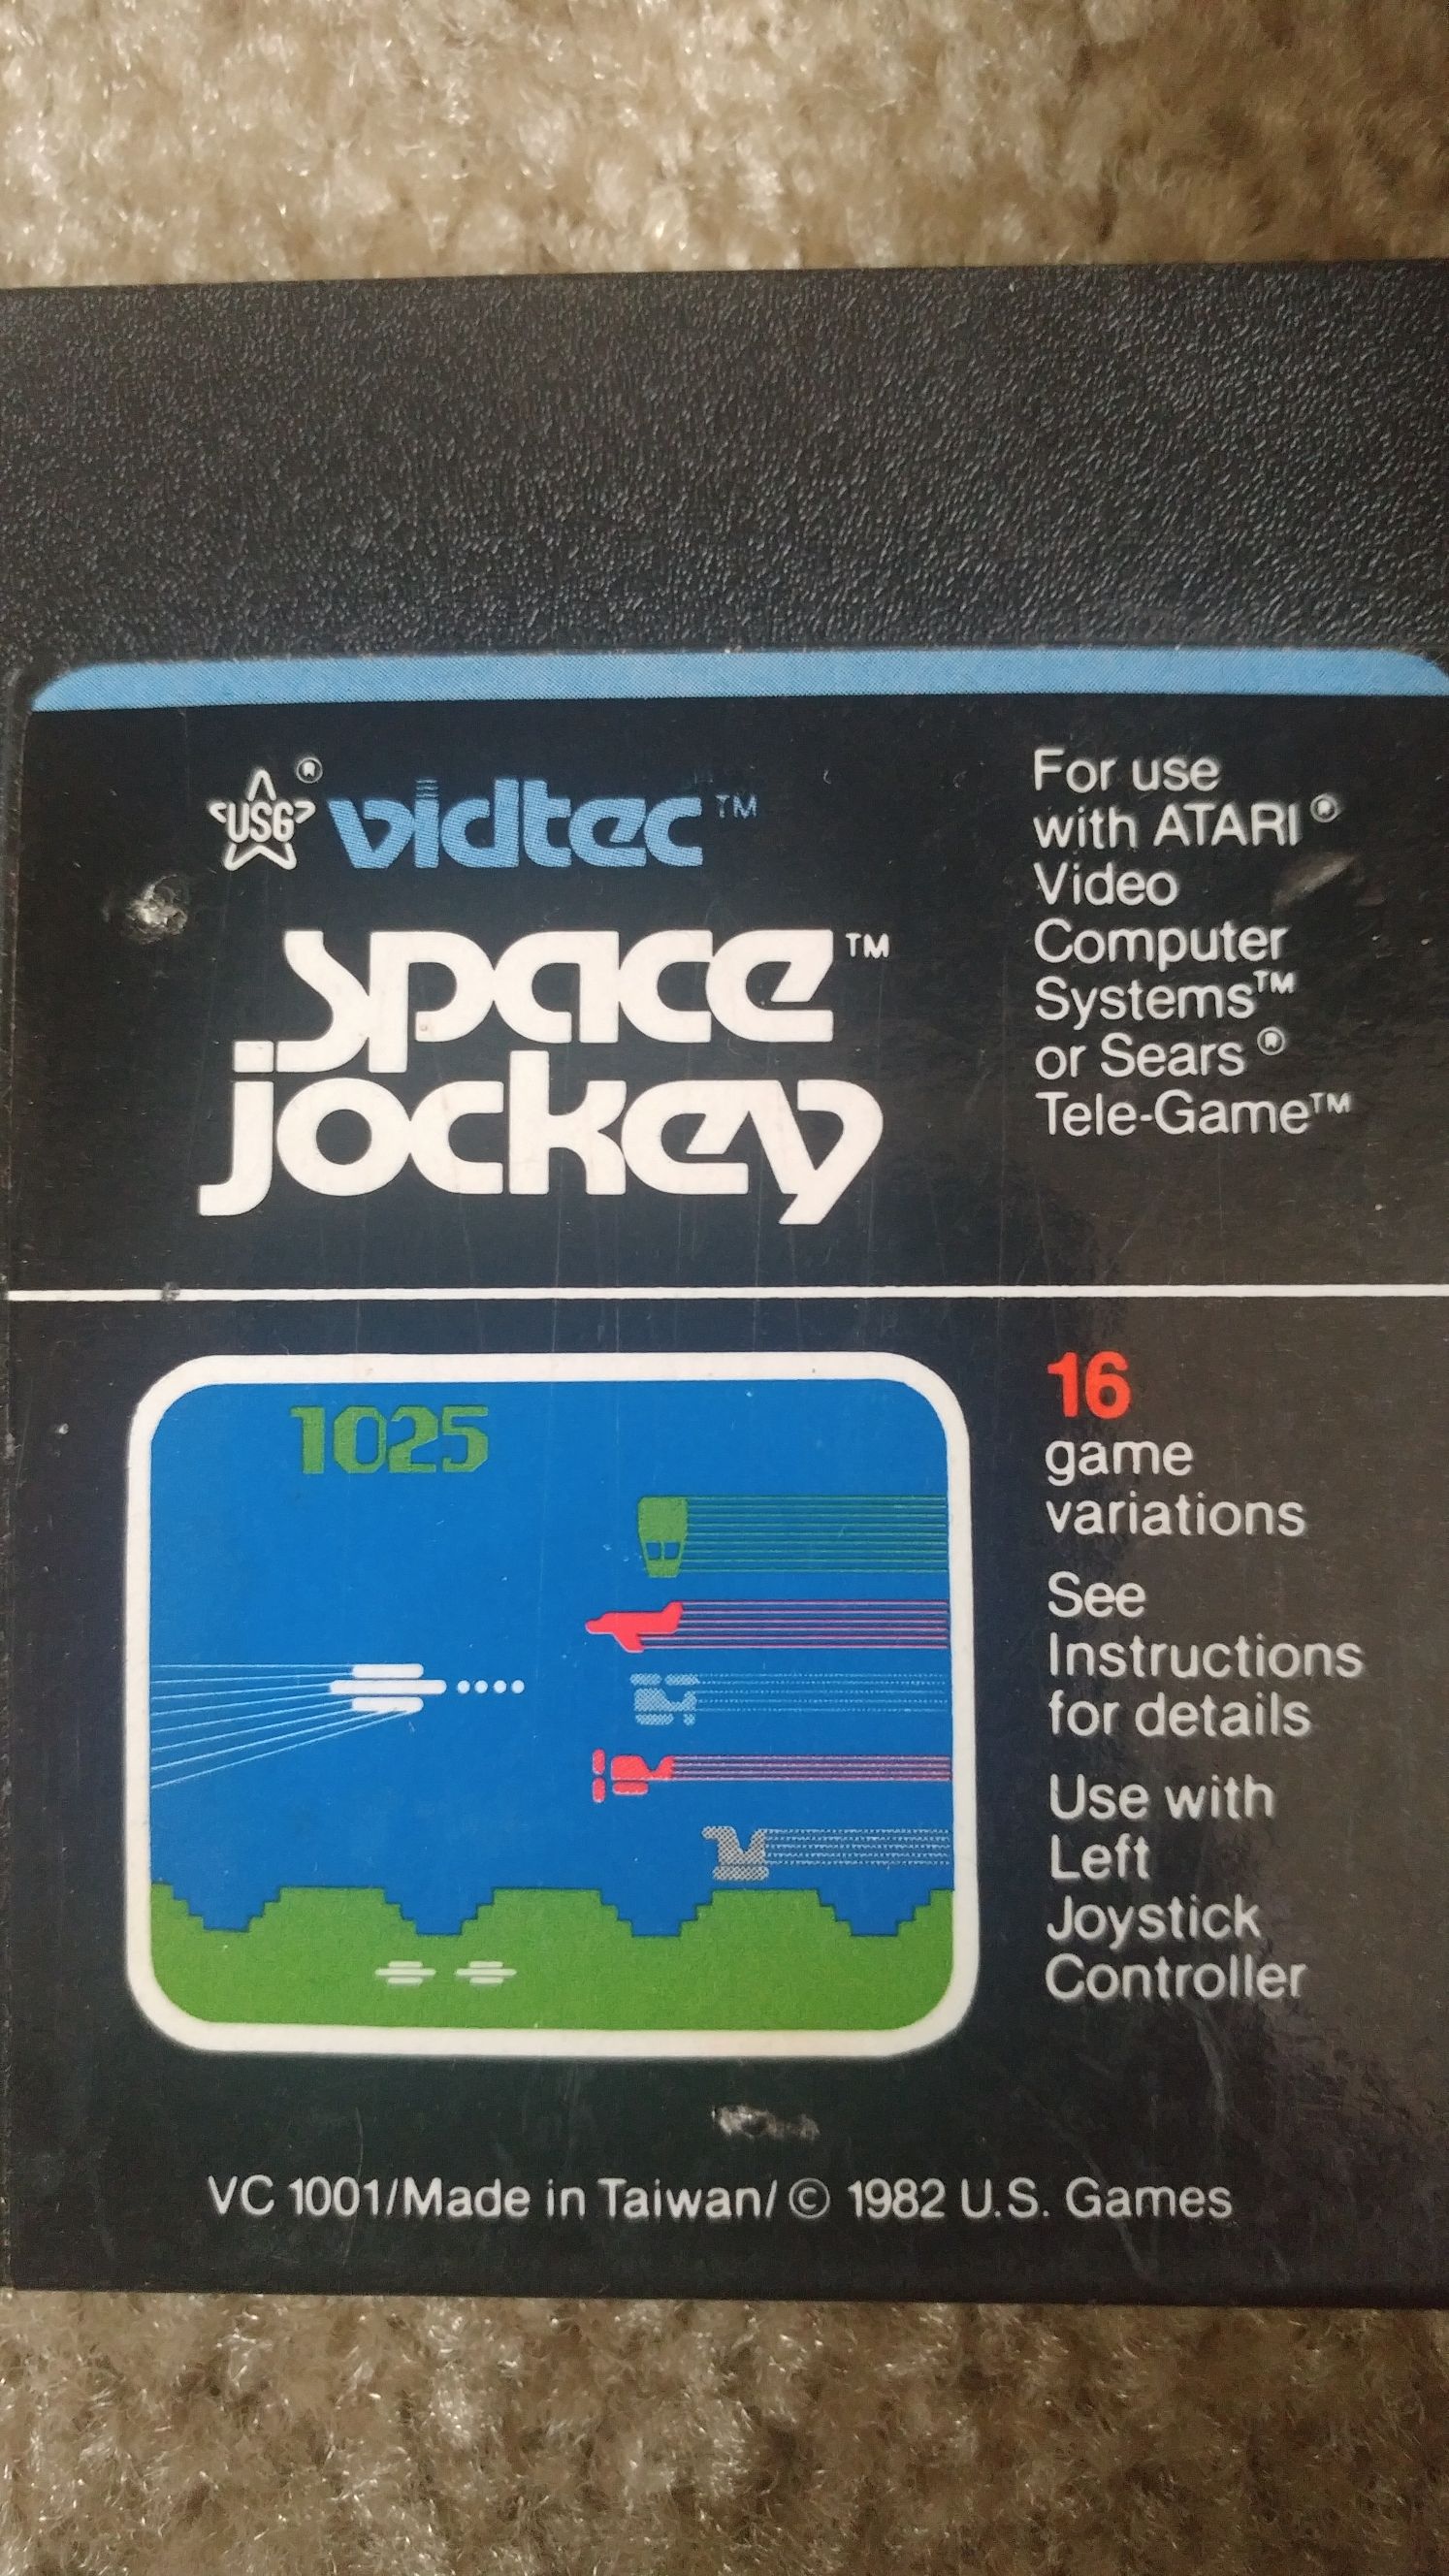 USG® vidtec™
space™
jockey
For use
with ATARI®
Video
Computer
Systems™
or Sears®
Tele-Game™
1025
16
game
variations
See
Instructions
for details
Use with
Left
Joystick
Controller
VC 1001/Made in Taiwan/© 1982 U.S. Games